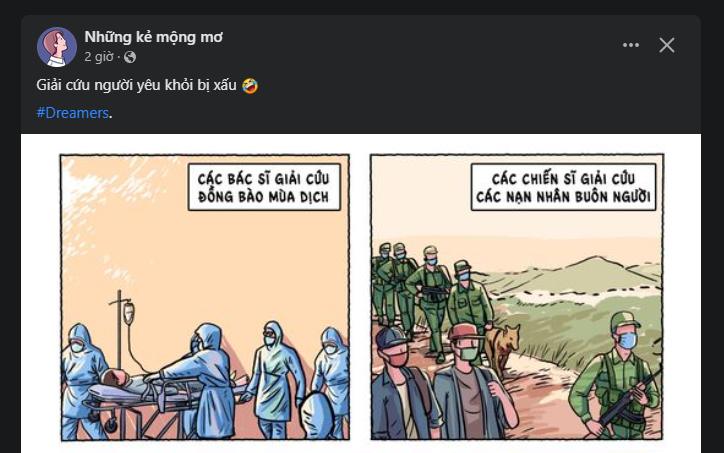 Những kẻ mộng mơ
2 giờ ·
Giải cứu người yêu khỏi bị xấu 🤣
#Dreamers.
CÁC BÁC SĨ GIẢI CỨU
ĐỒNG BÀO MÙA DỊCH
CÁC CHIẾN SĨ GIẢI CỨU
CÁC NẠN NHÂN BUÔN NGƯỜI